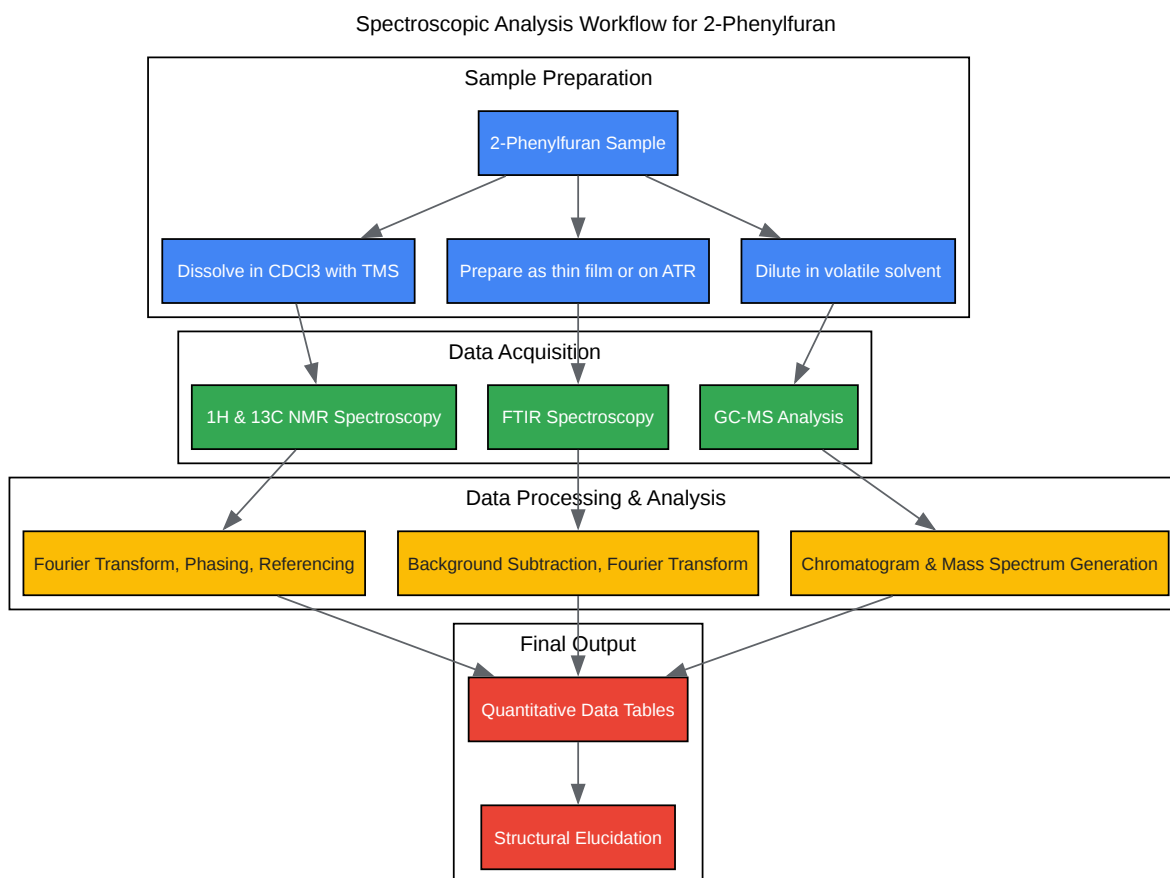 Spectroscopic Analysis Workflow for 2-Phenylfuran
Sample Preparation
2-Phenylfuran Sample
Dissolve in CDCl3 with TMS
Prepare as thin film or on ATR
Dilute in volatile solvent
Data Acquisition
1H & 13C NMR Spectroscopy
FTIR Spectroscopy
GC-MS Analysis
Data Processing & Analysis
Fourier Transform, Phasing, Referencing
Background Subtraction, Fourier Transform
Chromatogram & Mass Spectrum Generation
Final Output
Quantitative Data Tables
Structural Elucidation